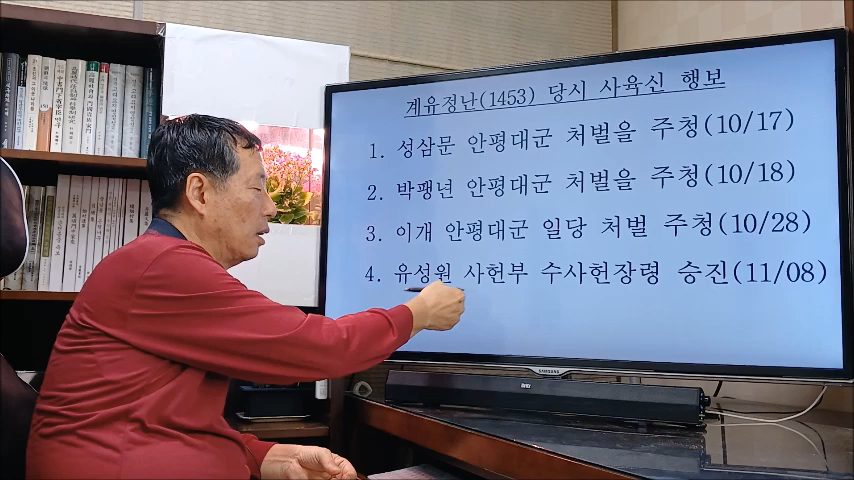 계유정난(1453) 당시 사육신 행보
1. 성삼문 안평대군 처벌을 주청(10/17)
2. 박팽년 안평대군 처벌을 주청(10/18)
3. 이개 안평대군 일당 처벌 주청(10/28)
4. 유성원 사헌부 수사헌장령 승진(11/08)
SAMSUNG